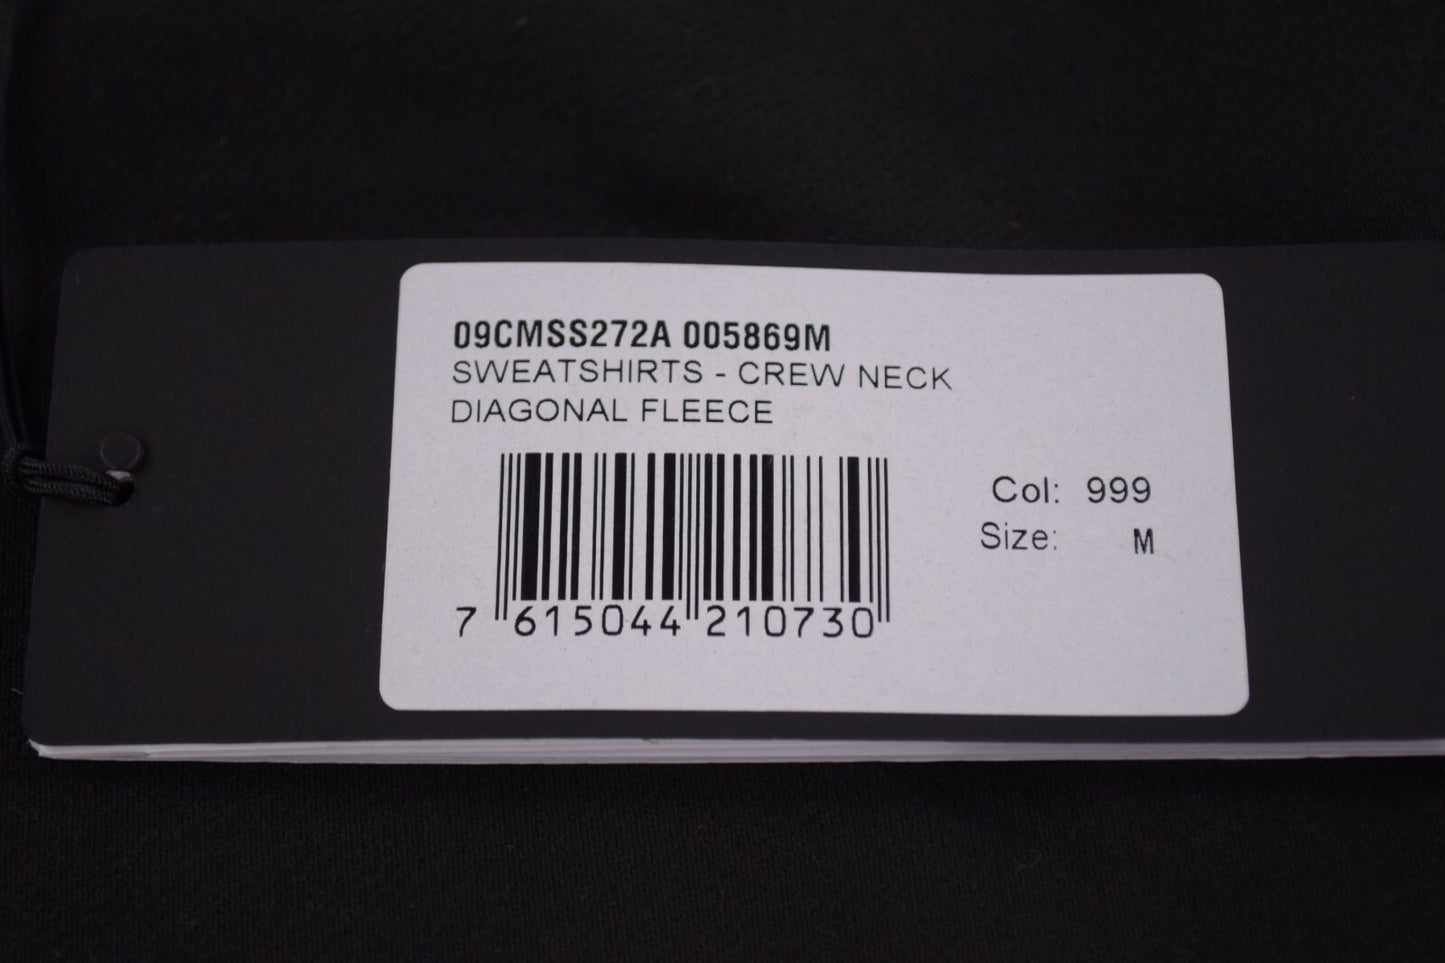 09CMSS272A 005869M
SWEATSHIRTS - CREW NECK
DIAGONAL FLEECE
Col: 999
Size: M
7 615044 210730